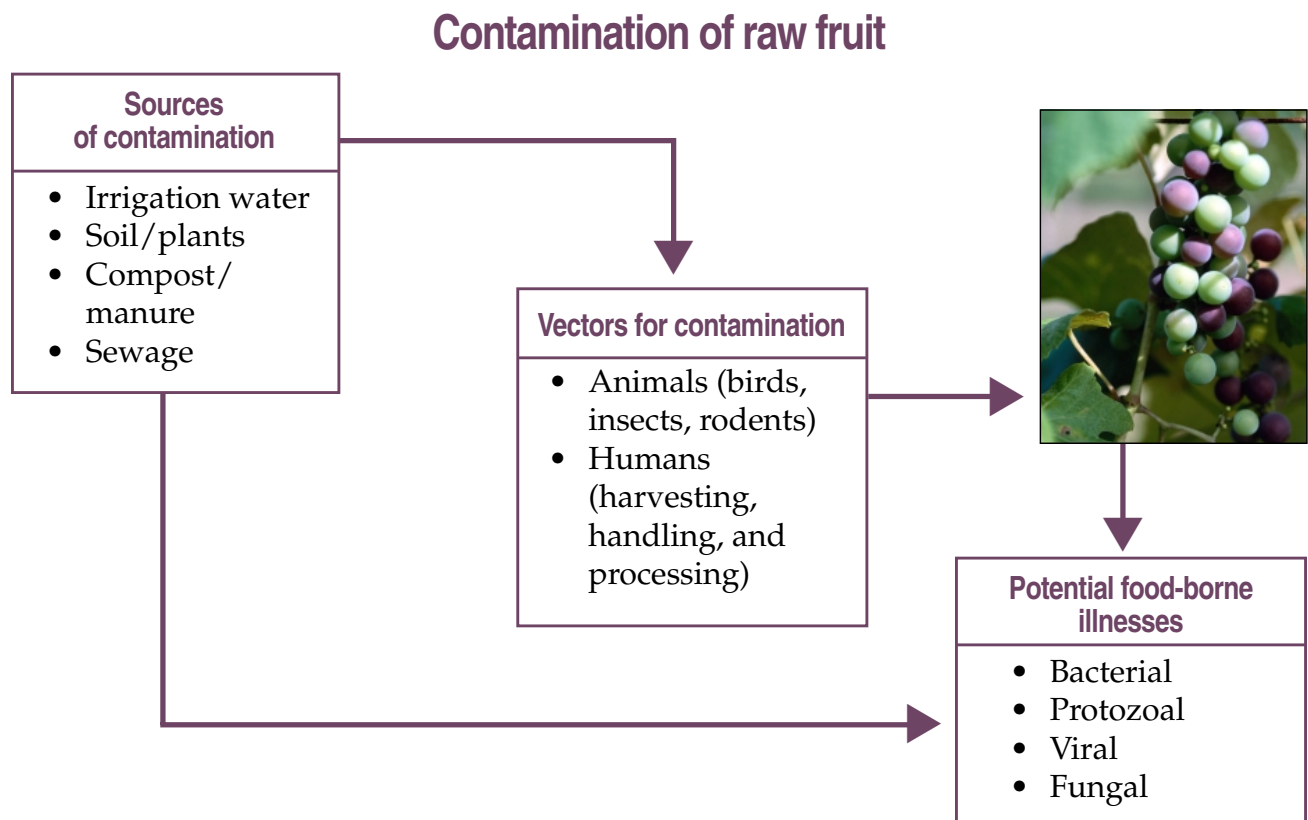 Contamination of raw fruit
Sources
of contamination
• Irrigation water
• Soil/plants
• Compost/
manure
• Sewage
Vectors for contamination
• Animals (birds,
insects, rodents)
• Humans
(harvesting,
handling, and
processing)
Potential food-borne
illnesses
• Bacterial
• Protozoal
• Viral
• Fungal